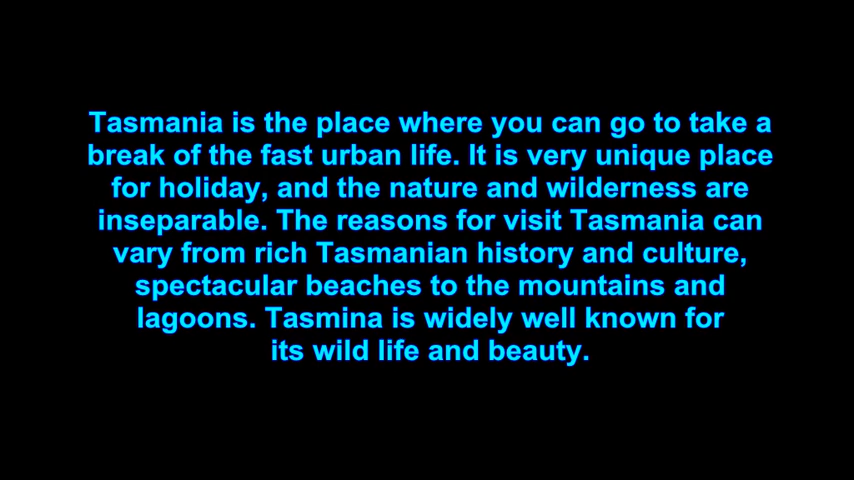 Tasmania is the place where you can go to take a
break of the fast urban life. It is very unique place
for holiday, and the nature and wilderness are
inseparable. The reasons for visit Tasmania can
vary from rich Tasmanian history and culture,
spectacular beaches to the mountains and
lagoons. Tasmina is widely well known for
its wild life and beauty.